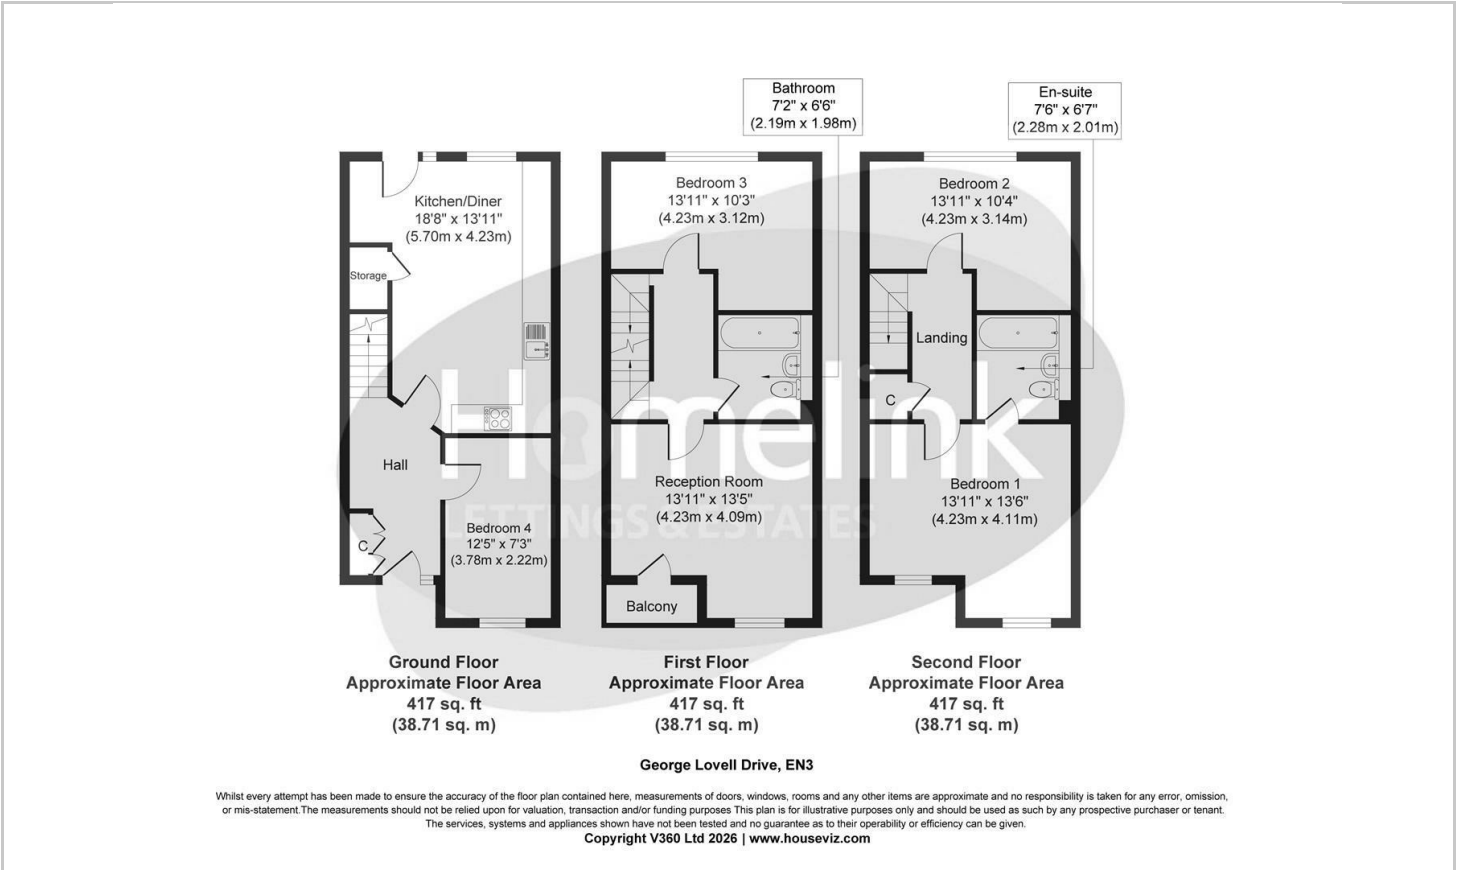 Bathroom
7'2" x 6'6"
(2.19m x 1.98m)
En-suite
7'6" x 6'7"
(2.28m x 2.01m)
Kitchen/Diner
18'8" x 13'11"
(5.70m x 4.23m)
Storage
Hall
C
Bedroom 4
12'5" x 7'3"
(3.78m x 2.22m)
Bedroom 3
13'11" x 10'3"
(4.23m x 3.12m)
Reception Room
13'11" x 13'5"
(4.23m x 4.09m)
Balcony
Bedroom 2
13'11" x 10'4"
(4.23m x 3.14m)
Landing
C
Bedroom 1
13'11" x 13'6"
(4.23m x 4.11m)
Homelink
LETTINGS & ESTATES
Ground Floor
Approximate Floor Area
417 sq. ft
(38.71 sq. m)
First Floor
Approximate Floor Area
417 sq. ft
(38.71 sq. m)
Second Floor
Approximate Floor Area
417 sq. ft
(38.71 sq. m)
George Lovell Drive, EN3
Whilst every attempt has been made to ensure the accuracy of the floor plan contained here, measurements of doors, windows, rooms and any other items are approximate and no responsibility is taken for any error, omission,
or mis-statement.The measurements should not be relied upon for valuation, transaction and/or funding purposes This plan is for illustrative purposes only and should be used as such by any prospective purchaser or tenant.
The services, systems and appliances shown have not been tested and no guarantee as to their operability or efficiency can be given.
Copyright V360 Ltd 2026 | www.houseviz.com